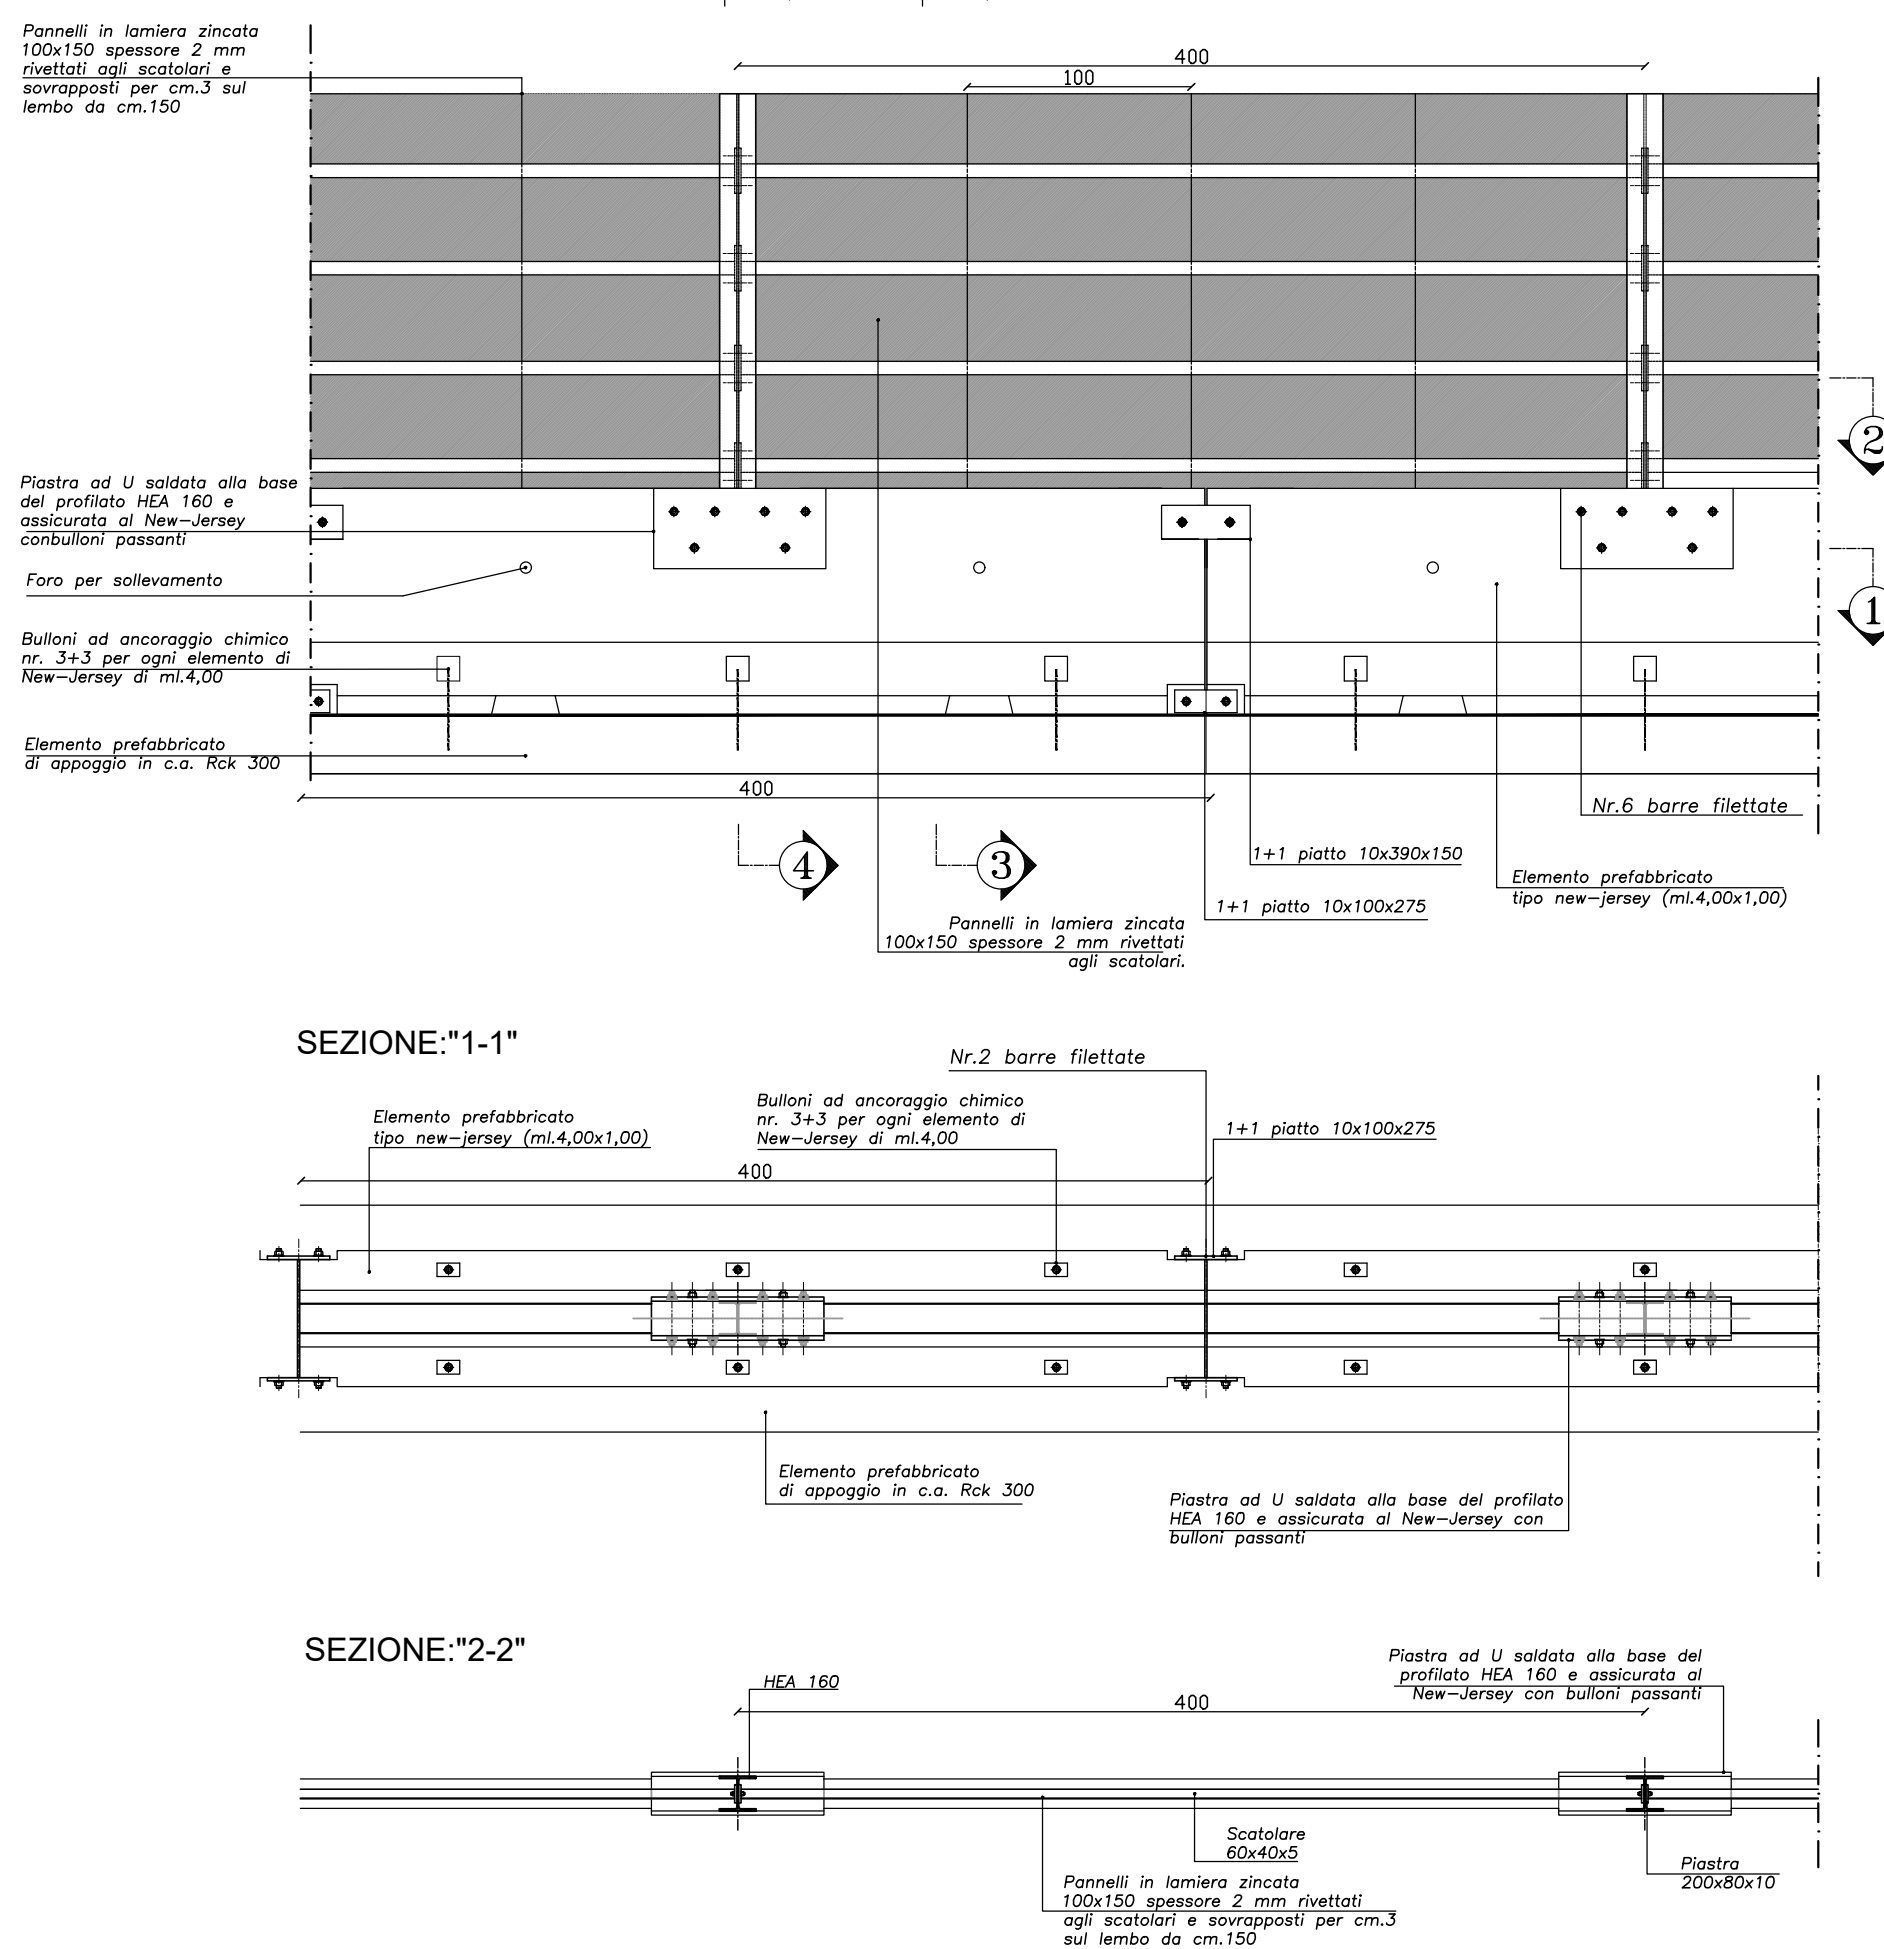 Pannelli in lamiera zincata
100x150 spessore 2 mm
rivettati agli scatolari e
sovrapposti per cm.3 sul
lembo da cm.150
400
100
2
Piastra ad U saldata alla base
del profilato HEA 160 e
assicurata al New-Jersey
conbulloni passanti
Foro per sollevamento
1
Bulloni ad ancoraggio chimico
nr. 3+3 per ogni elemento di
New-Jersey di ml.4,00
Elemento prefabbricato
di appoggio in c.a. Rck 300
400
Nr.6 barre filettate
4
3
1+1 piatto 10x390x150
Elemento prefabbricato
tipo new-jersey (ml.4,00x1,00)
1+1 piatto 10x100x275
Pannelli in lamiera zincata
100x150 spessore 2 mm rivettati
agli scatolari.
SEZIONE:"1-1"
Nr.2 barre filettate
Elemento prefabbricato
tipo new-jersey (ml.4,00x1,00)
Bulloni ad ancoraggio chimico
nr. 3+3 per ogni elemento di
New-Jersey di ml.4,00
1+1 piatto 10x100x275
400
Elemento prefabbricato
di appoggio in c.a. Rck 300
Piastra ad U saldata alla base del profilato
HEA 160 e assicurata al New-Jersey con
bulloni passanti
SEZIONE:"2-2"
HEA 160
Piastra ad U saldata alla base del
profilato HEA 160 e assicurata al
New-Jersey con bulloni passanti
400
Scatolare
60x40x5
Piastra
200x80x10
Pannelli in lamiera zincata
100x150 spessore 2 mm rivettati
agli scatolari e sovrapposti per cm.3
sul lembo da cm.150